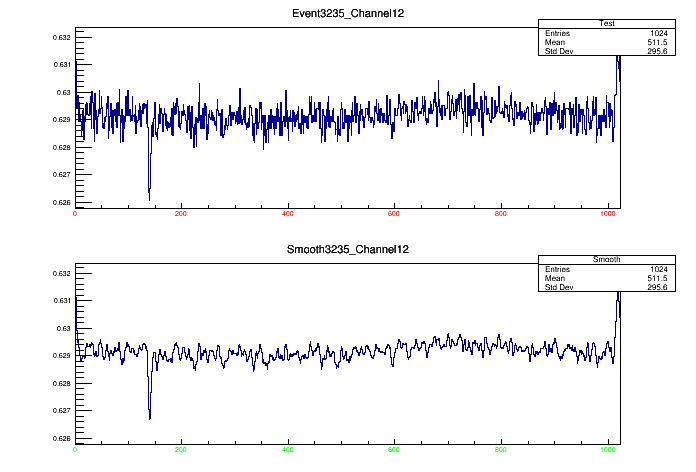 Event3235_Channel12
Test
Entries 1024
Mean 511.5
Std Dev 295.6
0.632
0.631
0.63
0.629
0.628
0.627
0.626
0 200 400 600 800 1000
Smooth3235_Channel12
Smooth
Entries 1024
Mean 511.5
Std Dev 295.6
0.632
0.631
0.63
0.629
0.628
0.627
0.626
0 200 400 600 800 1000